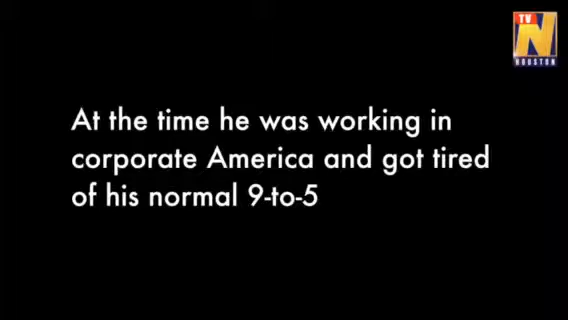 TV
N
HOUSTON
At the time he was working in
corporate America and got tired
of his normal 9-to-5